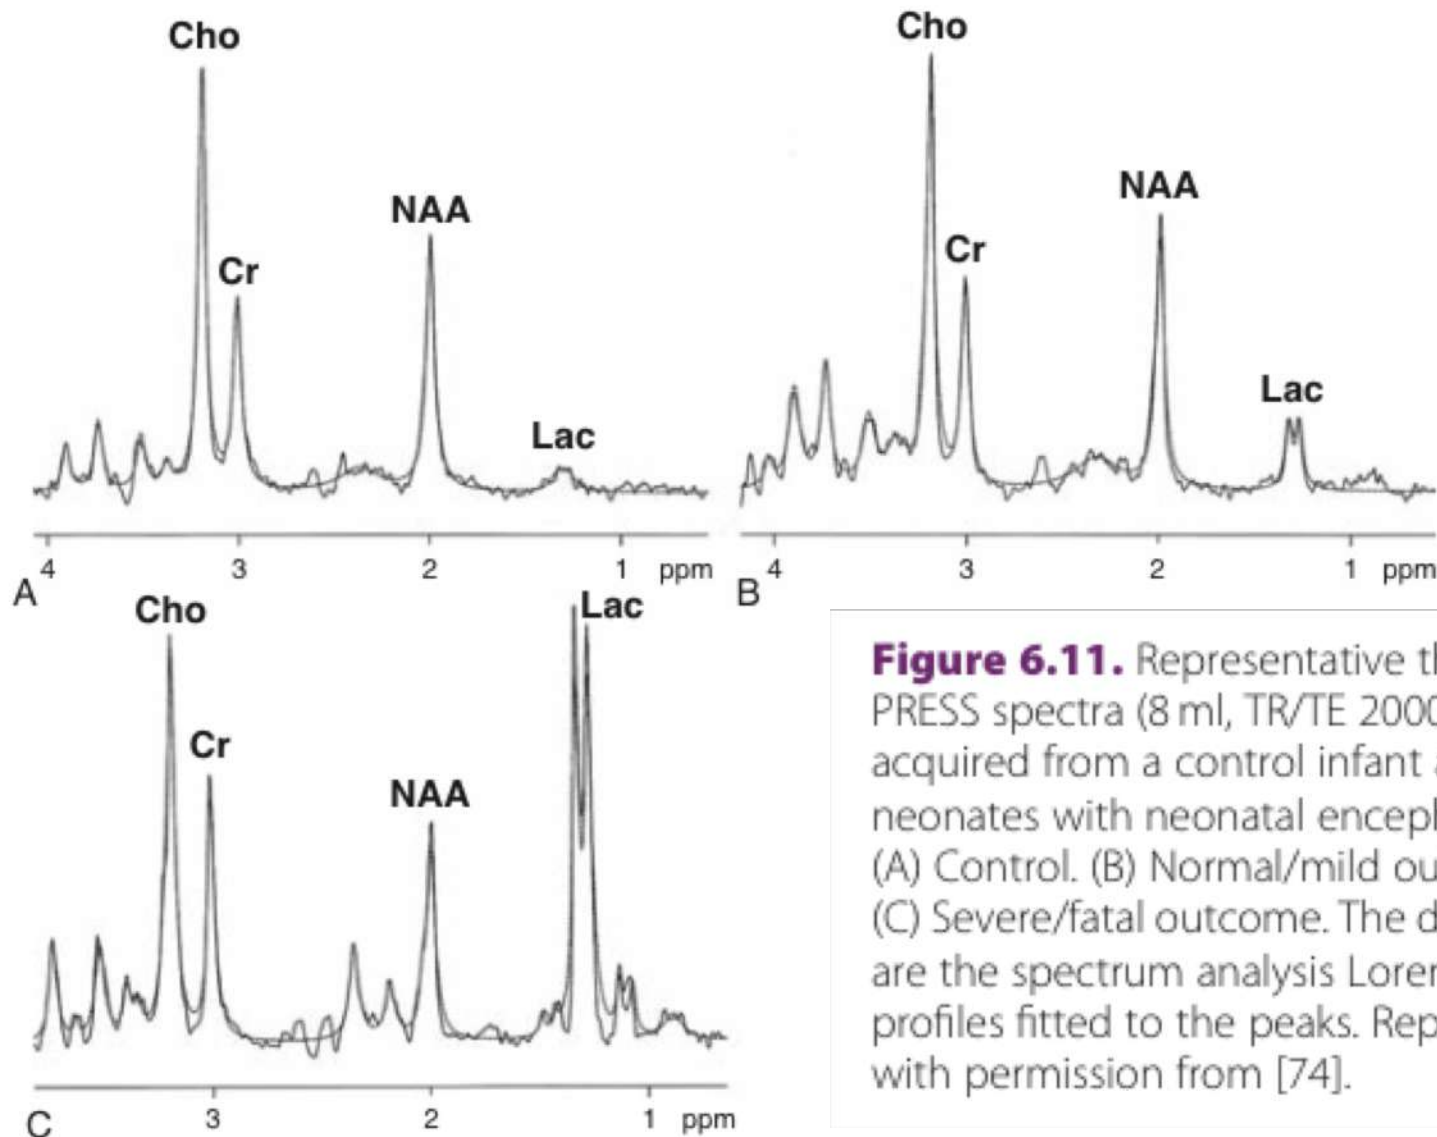 Cho
Cr
NAA
Lac
4 3 2 1 ppm
A
Cho
Cr
NAA
Lac
4 3 2 1 ppm
B
Cho
Cr
NAA
Lac
3 2 1 ppm
C
Figure 6.11. Representative
PRESS spectra (8 ml, TR/TE 2000
acquired from a control infant
neonates with neonatal
(A) Control. (B) Normal/mild
(C) Severe/fatal outcome. The
are the spectrum analysis
profiles fitted to the peaks.
with permission from [74].